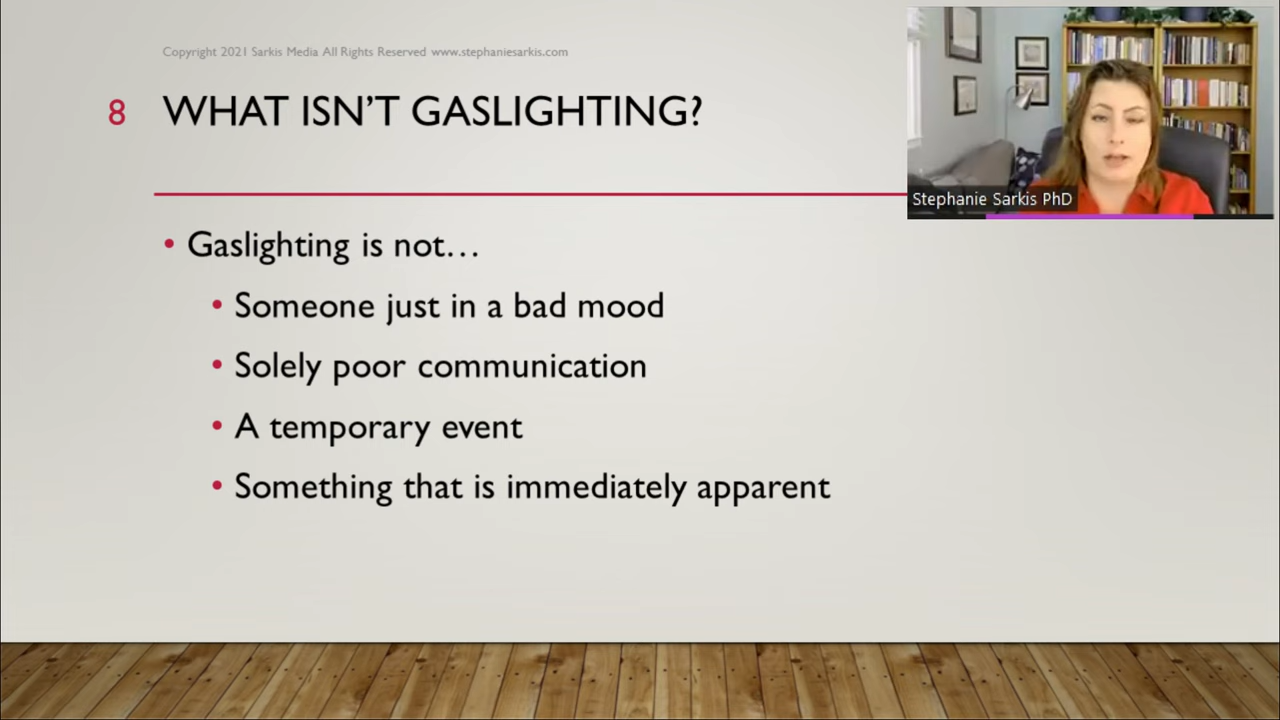 Copyright 2021 Sarkis Media All Rights Reserved www.stephaniesarkis.com
8 WHAT ISN’T GASLIGHTING?
Stephanie Sarkis PhD
• Gaslighting is not…
• Someone just in a bad mood
• Solely poor communication
• A temporary event
• Something that is immediately apparent